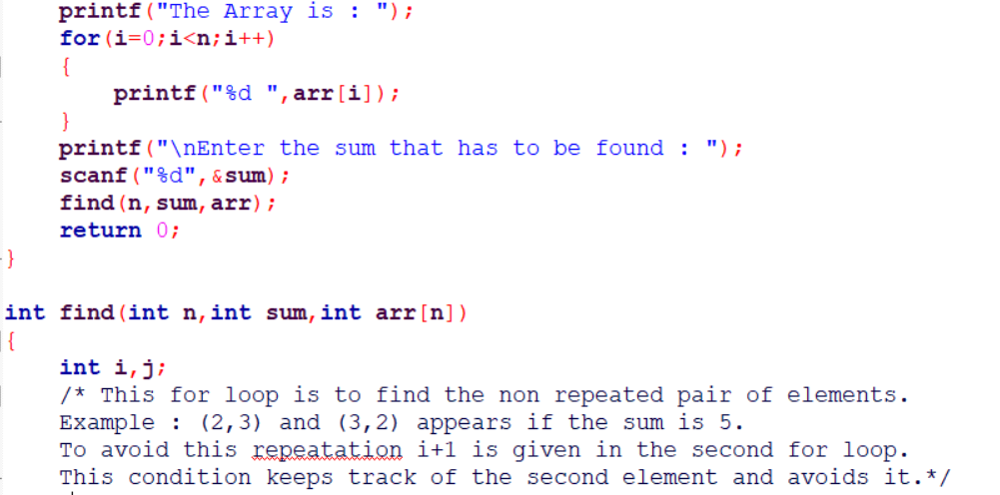 printf("The Array is : ");
for(i=0;i<n;i++)
{
printf("%d ",arr[i]);
}
printf("\nEnter the sum that has to be found : ");
scanf("%d",&sum);
find(n,sum,arr);
return 0;
}
int find(int n,int sum,int arr[n])
{
int i,j;
/* This for loop is to find the non repeated pair of elements.
Example : (2,3) and (3,2) appears if the sum is 5.
To avoid this repeatation i+1 is given in the second for loop.
This condition keeps track of the second element and avoids it.*/